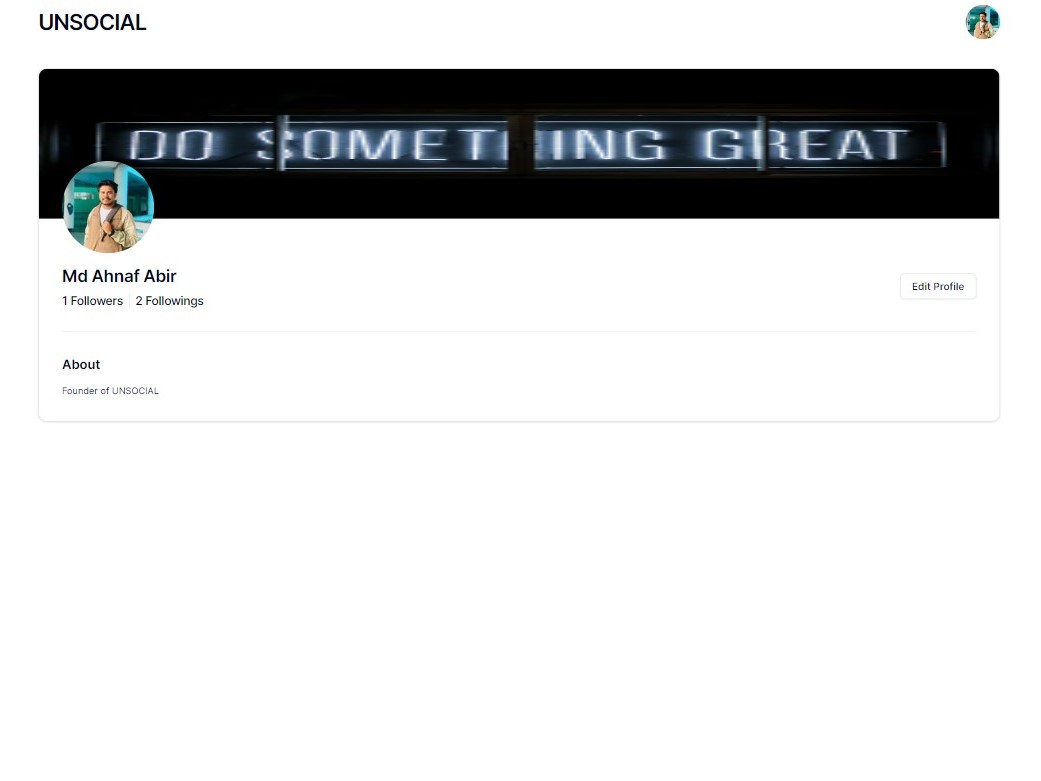 UNSOCIAL
DO SOMETHING GREAT
Md Ahnaf Abir
1 Followers 2 Followings
Edit Profile
About
Founder of UNSOCIAL